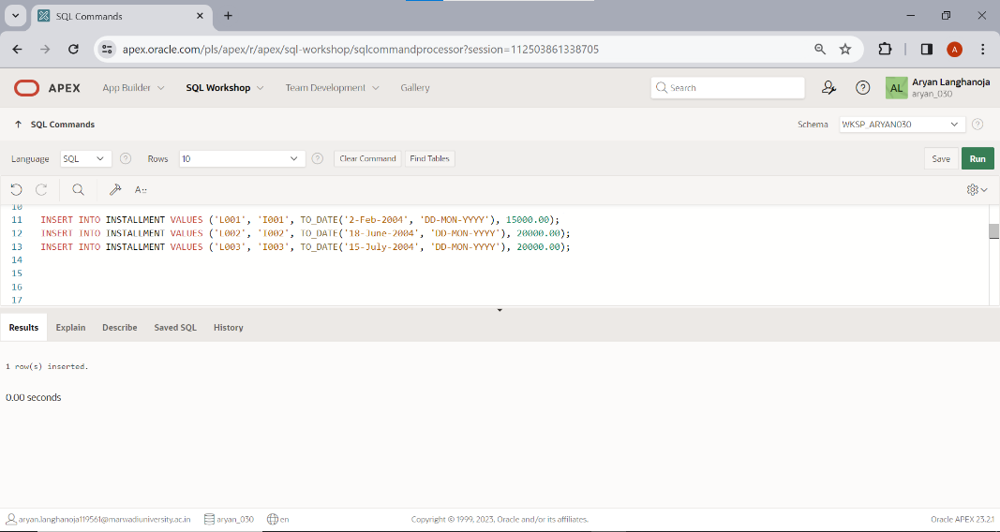 SQL Commands
apex.oracle.com/pls/apex/r/apex/sql-workshop/sqlcommandprocessor?session=112503861338705
A
APEX App Builder SQL Workshop Team Development Gallery Search AL Aryan Langhanoja
aryan_030
SQL Commands Schema WKSP_ARYAN030
Language SQL Rows 10 Clear Command Find Tables Save Run
10
11 INSERT INTO INSTALLMENT VALUES ('L001', 'I001', TO_DATE('2-Feb-2004', 'DD-MON-YYYY'), 15000.00);
12 INSERT INTO INSTALLMENT VALUES ('L002', 'I002', TO_DATE('18-June-2004', 'DD-MON-YYYY'), 20000.00);
13 INSERT INTO INSTALLMENT VALUES ('L003', 'I003', TO_DATE('15-July-2004', 'DD-MON-YYYY'), 20000.00);
14
15
16
17
Results Explain Describe Saved SQL History
1 row(s) inserted.
0.00 seconds
aryan.langhanoja119561@marwadiuniversity.ac.in aryan_030 en Copyright © 1999, 2023, Oracle and/or its affiliates. Oracle APEX 23.2.1